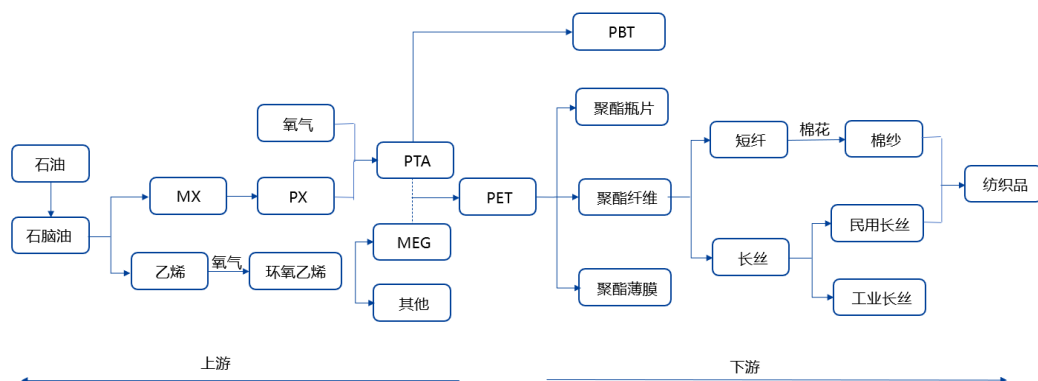 PBT
聚酯瓶片
氧气
短纤
棉花
棉纱
石油
PTA
纺织品
MX
PX
PET
聚酯纤维
石脑油
MEG
民用长丝
乙烯
氧气
环氧乙烯
长丝
其他
聚酯薄膜
工业长丝
上游
下游